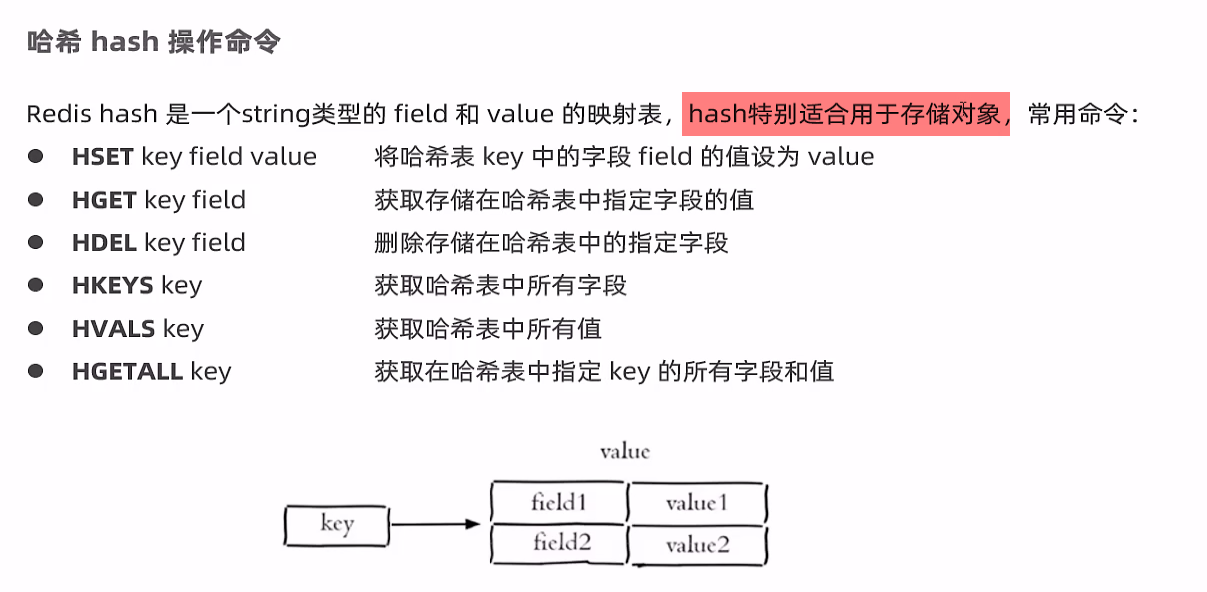 哈希 hash 操作命令
Redis hash 是一个string类型的 field 和 value 的映射表，hash特别适合用于存储对象，常用命令：
● HSET key field value 将哈希表 key 中的字段 field 的值设为 value
● HGET key field 获取存储在哈希表中指定字段的值
● HDEL key field 删除存储在哈希表中的指定字段
● HKEYS key 获取哈希表中所有字段
● HVALS key 获取哈希表中所有值
● HGETALL key 获取在哈希表中指定 key 的所有字段和值
value
field1 value1
key
field2 value2